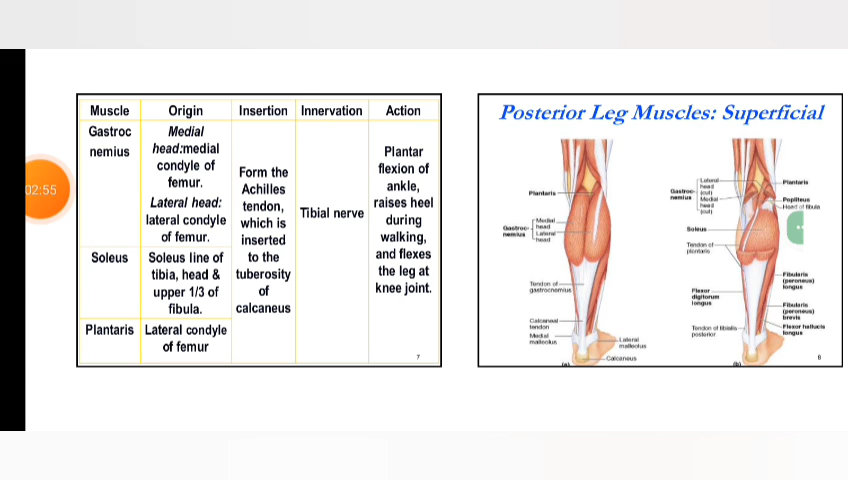 02:55
Muscle Origin Insertion Innervation Action
Gastroc
nemius
Medial
head:medial
condyle of
femur.
Lateral head:
lateral condyle
of femur.
Form the
Achilles
tendon,
which is
inserted
to the
tuberosity
of
calcaneus
Tibial nerve
Plantar
flexion of
ankle,
raises heel
during
walking,
and flexes
the leg at
knee joint.
Soleus
Soleus line of
tibia, head &
upper 1/3 of
fibula.
Plantaris
Lateral condyle
of femur
7
Posterior Leg Muscles: Superficial
Plantaris
Gastroc-
nemius
Medial
head
Lateral
head
Tendon of
gastrocnemius
Calcaneal
tendon
Medial
malleolus
Lateral
malleolus
Calcaneus
(a)
Gastroc-
nemius
Lateral
head
(cut)
Medial
head
(cut)
Soleus
Tendon of
plantaris
Flexor
digitorum
longus
Tendon of tibialis
posterior
Plantaris
Popliteus
Head of fibula
Fibularis
(peroneus)
longus
Fibularis
(peroneus)
brevis
Flexor hallucis
longus
(b)
8